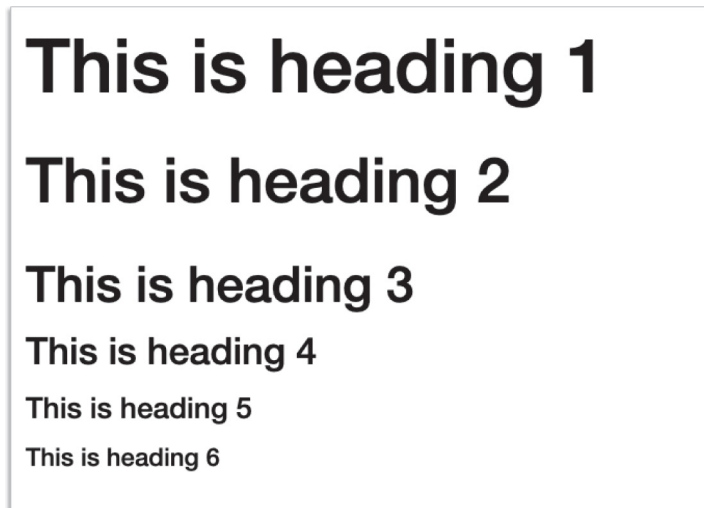 This is heading 1
This is heading 2
This is heading 3
This is heading 4
This is heading 5
This is heading 6